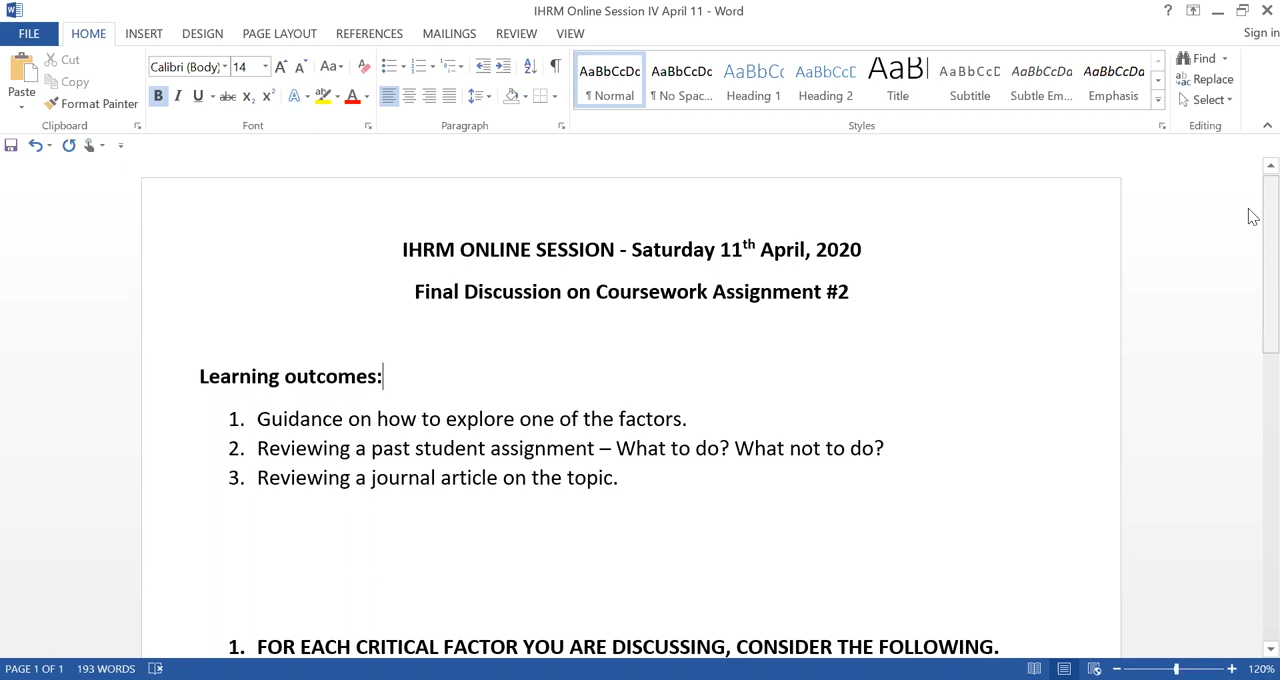 IHRM Online Session IV April 11 - Word
Sign in
FILE HOME INSERT DESIGN PAGE LAYOUT REFERENCES MAILINGS REVIEW VIEW
Paste
Cut
Copy
Format Painter
Clipboard
Calibri (Body) 14
Font
Paragraph
AaBbCcDc AaBbCcDc AaBbCc AaBbCcD AaBl AaBbCcD AaBbCcDa AaBbCcDa
¶ Normal ¶ No Spac... Heading 1 Heading 2 Title Subtitle Subtle Em... Emphasis
Styles
Find
Replace
Select
Editing
IHRM ONLINE SESSION - Saturday 11th April, 2020
Final Discussion on Coursework Assignment #2
Learning outcomes:
1. Guidance on how to explore one of the factors.
2. Reviewing a past student assignment – What to do? What not to do?
3. Reviewing a journal article on the topic.
1. FOR EACH CRITICAL FACTOR YOU ARE DISCUSSING, CONSIDER THE FOLLOWING.
PAGE 1 OF 1 193 WORDS 120%